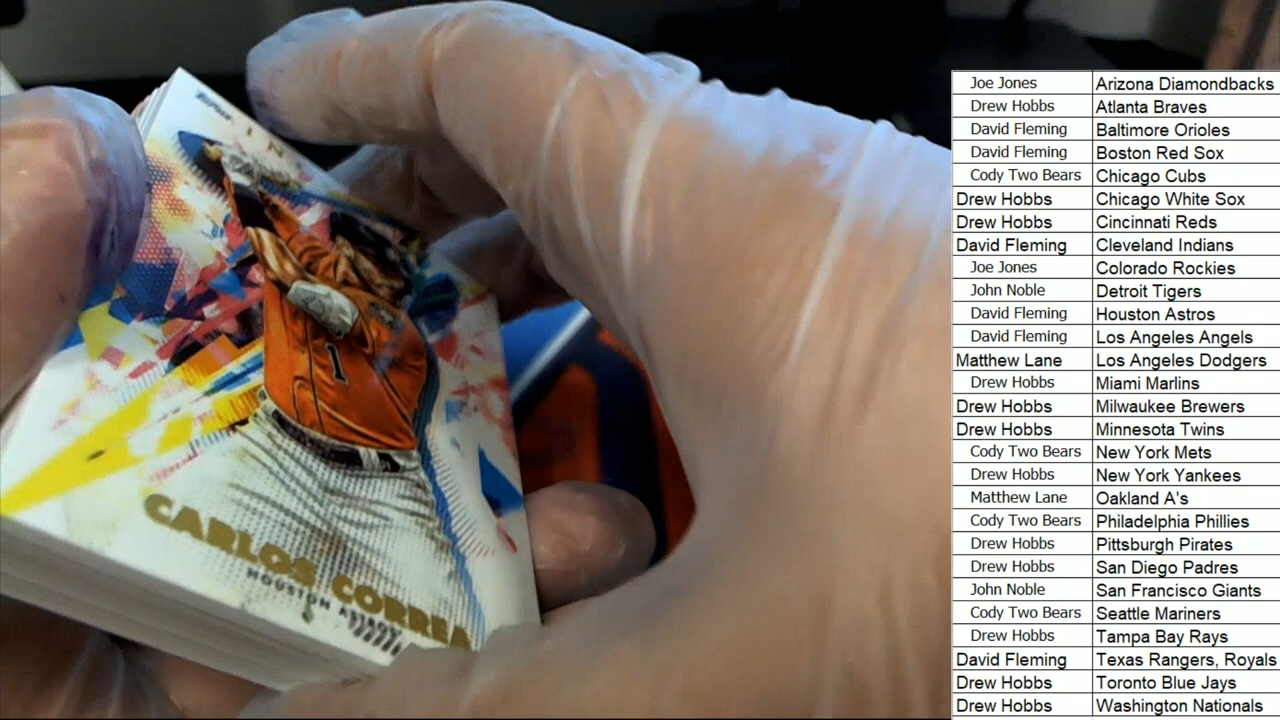 Topps
1
CARLOS CORREA
HOUSTON
Joe Jones Arizona Diamondbacks
Drew Hobbs Atlanta Braves
David Fleming Baltimore Orioles
David Fleming Boston Red Sox
Cody Two Bears Chicago Cubs
Drew Hobbs Chicago White Sox
Drew Hobbs Cincinnati Reds
David Fleming Cleveland Indians
Joe Jones Colorado Rockies
John Noble Detroit Tigers
David Fleming Houston Astros
David Fleming Los Angeles Angels
Matthew Lane Los Angeles Dodgers
Drew Hobbs Miami Marlins
Drew Hobbs Milwaukee Brewers
Drew Hobbs Minnesota Twins
Cody Two Bears New York Mets
Drew Hobbs New York Yankees
Matthew Lane Oakland A's
Cody Two Bears Philadelphia Phillies
Drew Hobbs Pittsburgh Pirates
Drew Hobbs San Diego Padres
John Noble San Francisco Giants
Cody Two Bears Seattle Mariners
Drew Hobbs Tampa Bay Rays
David Fleming Texas Rangers, Royals
Drew Hobbs Toronto Blue Jays
Drew Hobbs Washington Nationals